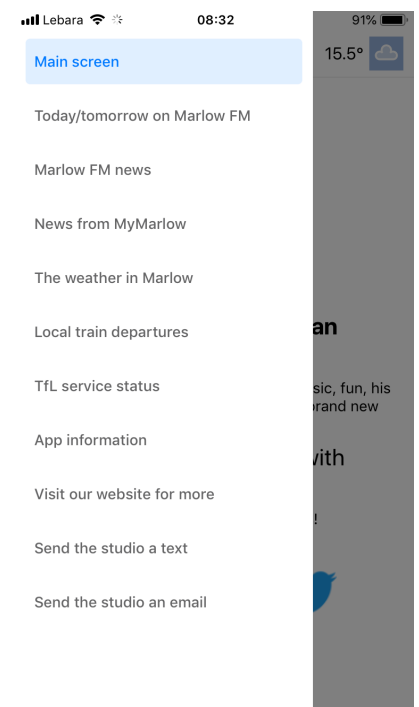 Lebara 08:32 91%
15.5°
Main screen
Today/tomorrow on Marlow FM
Marlow FM news
News from MyMarlow
The weather in Marlow
Local train departures
an
TfL service status
sic, fun, his
brand new
App information
with
Visit our website for more
!
Send the studio a text
Send the studio an email